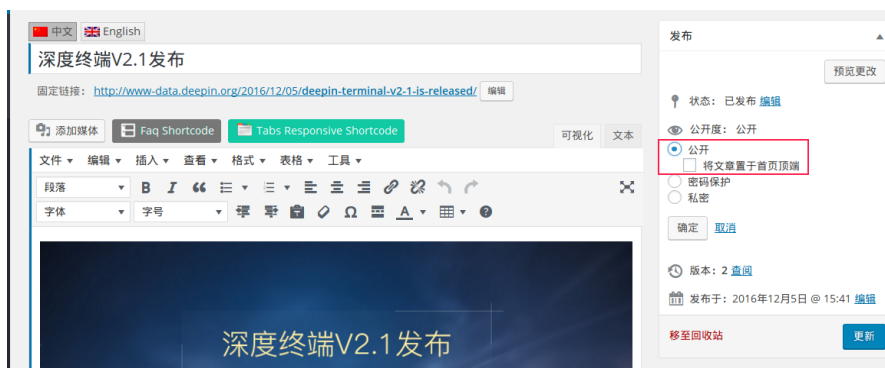 中文 English
深度终端V2.1发布
固定链接： http://www-data.deepin.org/2016/12/05/deepin-terminal-v2-1-is-released/ 编辑
添加媒体 Faq Shortcode Tabs Responsive Shortcode 可视化 文本
文件 编辑 插入 查看 格式 表格 工具
段落
字体 字号
深度终端V2.1发布
发布
预览更改
状态：已发布 编辑
公开度：公开
公开
将文章置于首页顶端
密码保护
私密
确定 取消
版本：2 查阅
发布于：2016年12月5日 @ 15:41 编辑
移至回收站 更新